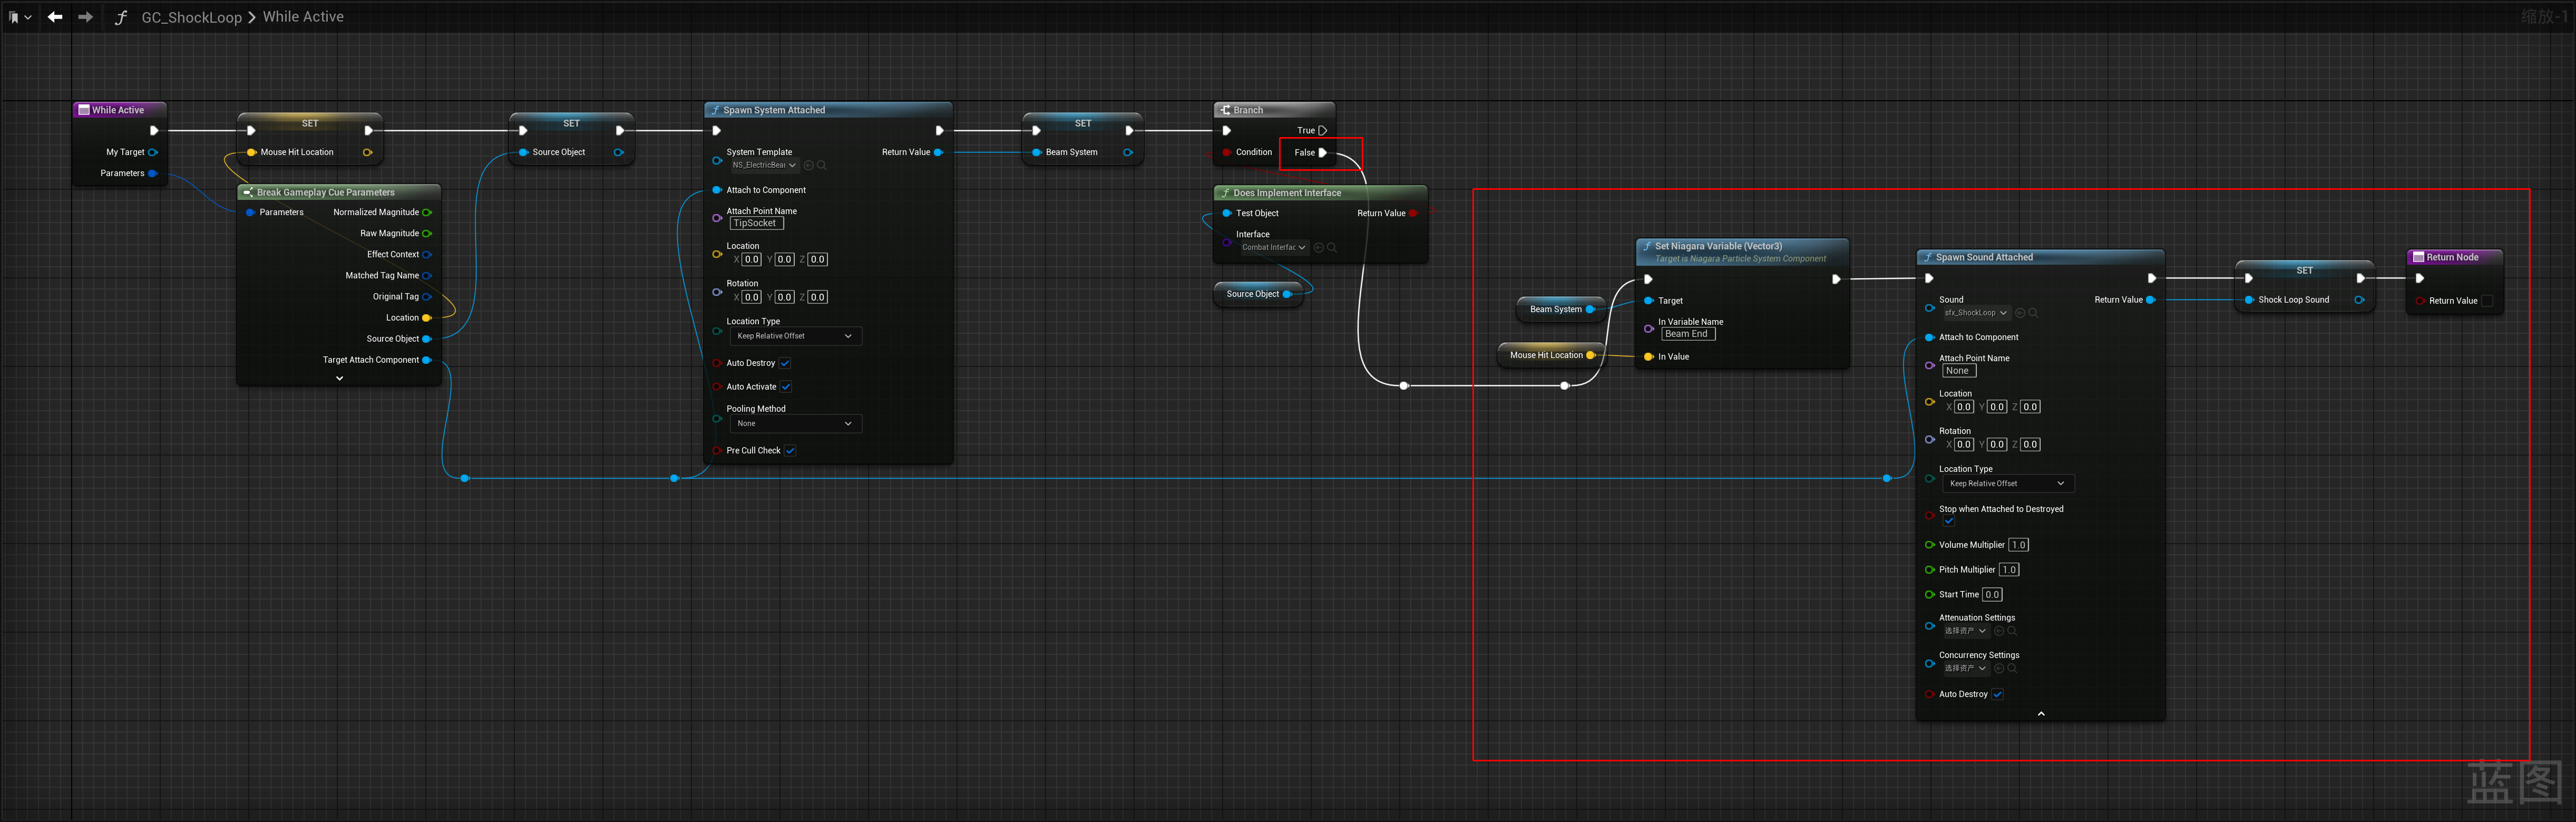 GC_ShockLoop > While Active
缩放-1
While Active
My Target
Parameters
SET
Mouse Hit Location
Break Gameplay Cue Parameters
Parameters
Normalized Magnitude
Raw Magnitude
Effect Context
Matched Tag Name
Original Tag
Location
Source Object
Target Attach Component
SET
Source Object
Spawn System Attached
System Template
NS_ElectricBea
Return Value
Attach to Component
Attach Point Name
TipSocket
Location
X 0.0 Y 0.0 Z 0.0
Rotation
X 0.0 Y 0.0 Z 0.0
Location Type
Keep Relative Offset
Auto Destroy
Auto Activate
Pooling Method
None
Pre Cull Check
SET
Beam System
Branch
True
Condition
False
Does Implement Interface
Test Object
Return Value
Interface
Combat Interfac
Source Object
Beam System
Mouse Hit Location
Set Niagara Variable (Vector3)
Target is Niagara Particle System Component
Target
In Variable Name
Beam End
In Value
Spawn Sound Attached
Sound
sfx_ShockLoop
Return Value
Attach to Component
Attach Point Name
None
Location
X 0.0 Y 0.0 Z 0.0
Rotation
X 0.0 Y 0.0 Z 0.0
Location Type
Keep Relative Offset
Stop when Attached to Destroyed
Volume Multiplier 1.0
Pitch Multiplier 1.0
Start Time 0.0
Attenuation Settings
选择资产
Concurrency Settings
选择资产
Auto Destroy
SET
Shock Loop Sound
Return Node
Return Value
蓝图